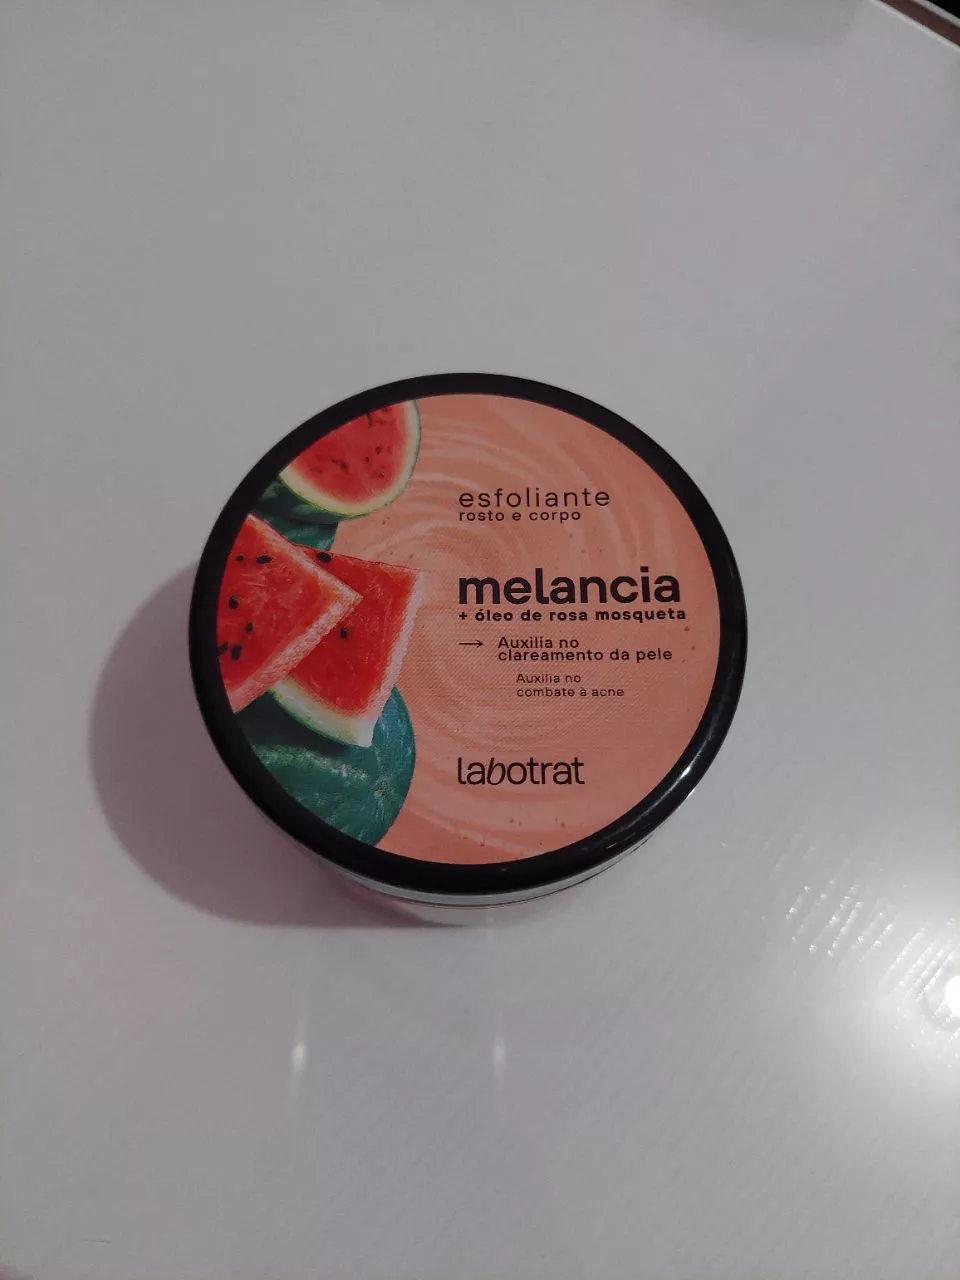 esfoliante
rosto e corpo
melancia
+ óleo de rosa mosqueta
→ Auxilia no
clareamento da pele
Auxilia no
combate à acne
labotrat